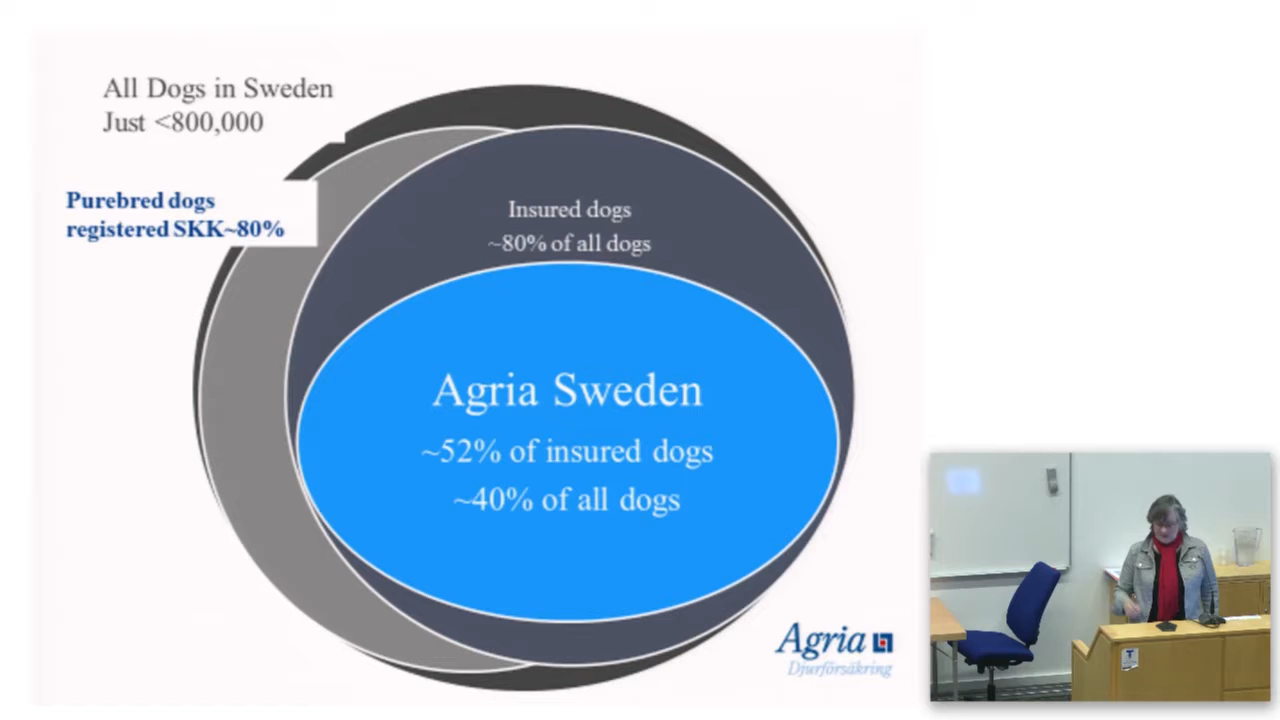 All Dogs in Sweden
Just <800,000
Purebred dogs
registered SKK~80%
Insured dogs
~80% of all dogs
Agria Sweden
~52% of insured dogs
~40% of all dogs
Agria
Djurförsäkring